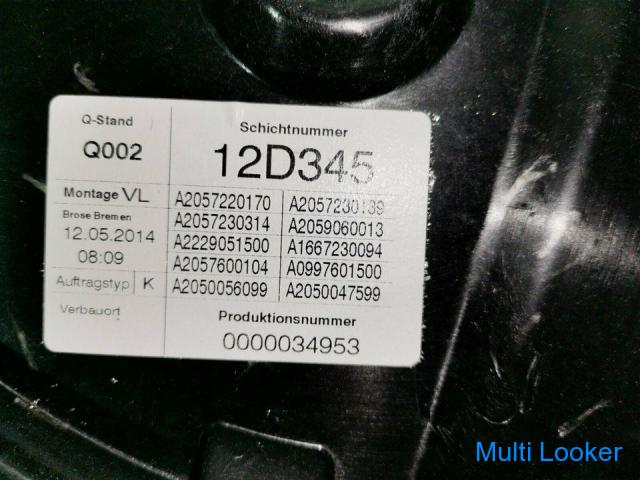 Q-Stand
Q002
Schichtnummer
12D345
Montage VL
Brose Bremen
12.05.2014
08:09
Auftragstyp K
Verbauort
A2057220170 A2057230139
A2057230314 A2059060013
A2229051500 A1667230094
A2057600104 A0997601500
A2050056099 A2050047599
Produktionsnummer
0000034953
Multi Looker